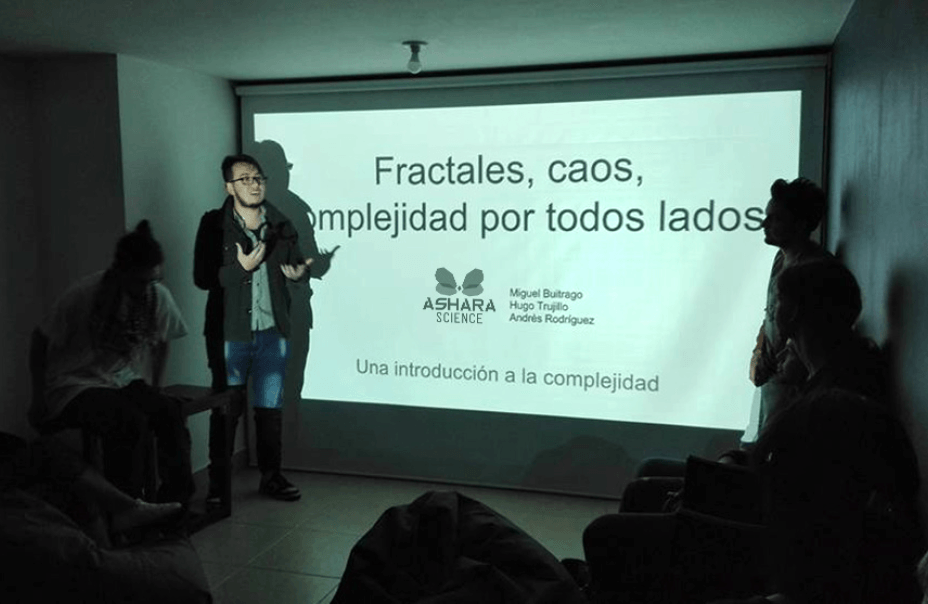 Fractales, caos,
omplejidad por todos lados
ASHARA
SCIENCE
Miguel Buitrago
Hugo Trujillo
Andrés Rodríguez
Una introducción a la complejidad